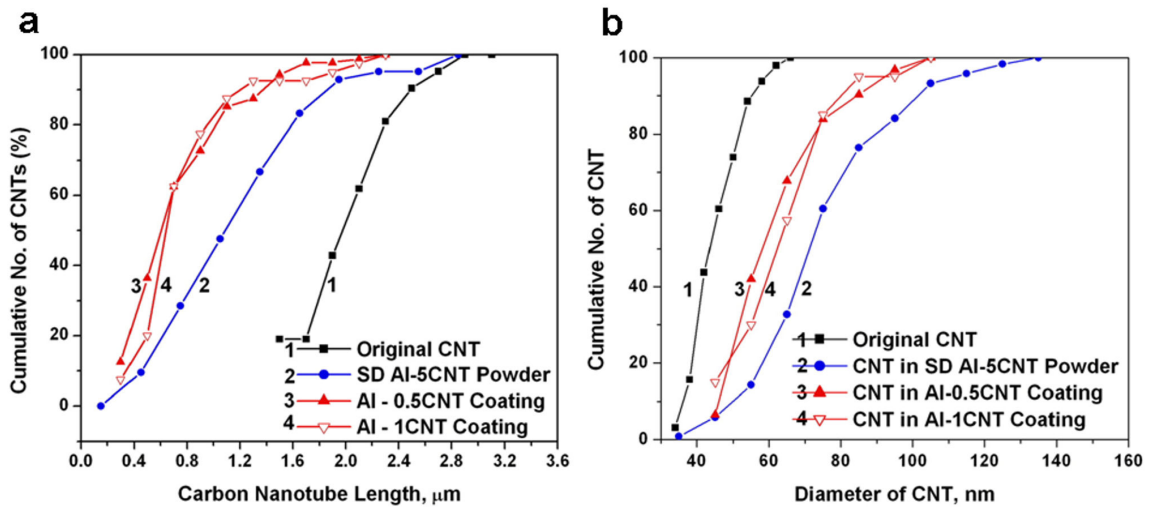 a
Cumulative No. of CNTs (%)
100
80
60
40
20
0
3
4
2
1
1 Original CNT
2 SD Al-5CNT Powder
3 Al - 0.5CNT Coating
4 Al - 1CNT Coating
0.0 0.4 0.8 1.2 1.6 2.0 2.4 2.8 3.2 3.6
Carbon Nanotube Length, μm
b
Cumulative No. of CNT
100
80
60
40
20
0
1
3
4
2
1 Original CNT
2 CNT in SD Al-5CNT Powder
3 CNT in Al-0.5CNT Coating
4 CNT in Al-1CNT Coating
40 60 80 100 120 140 160
Diameter of CNT, nm